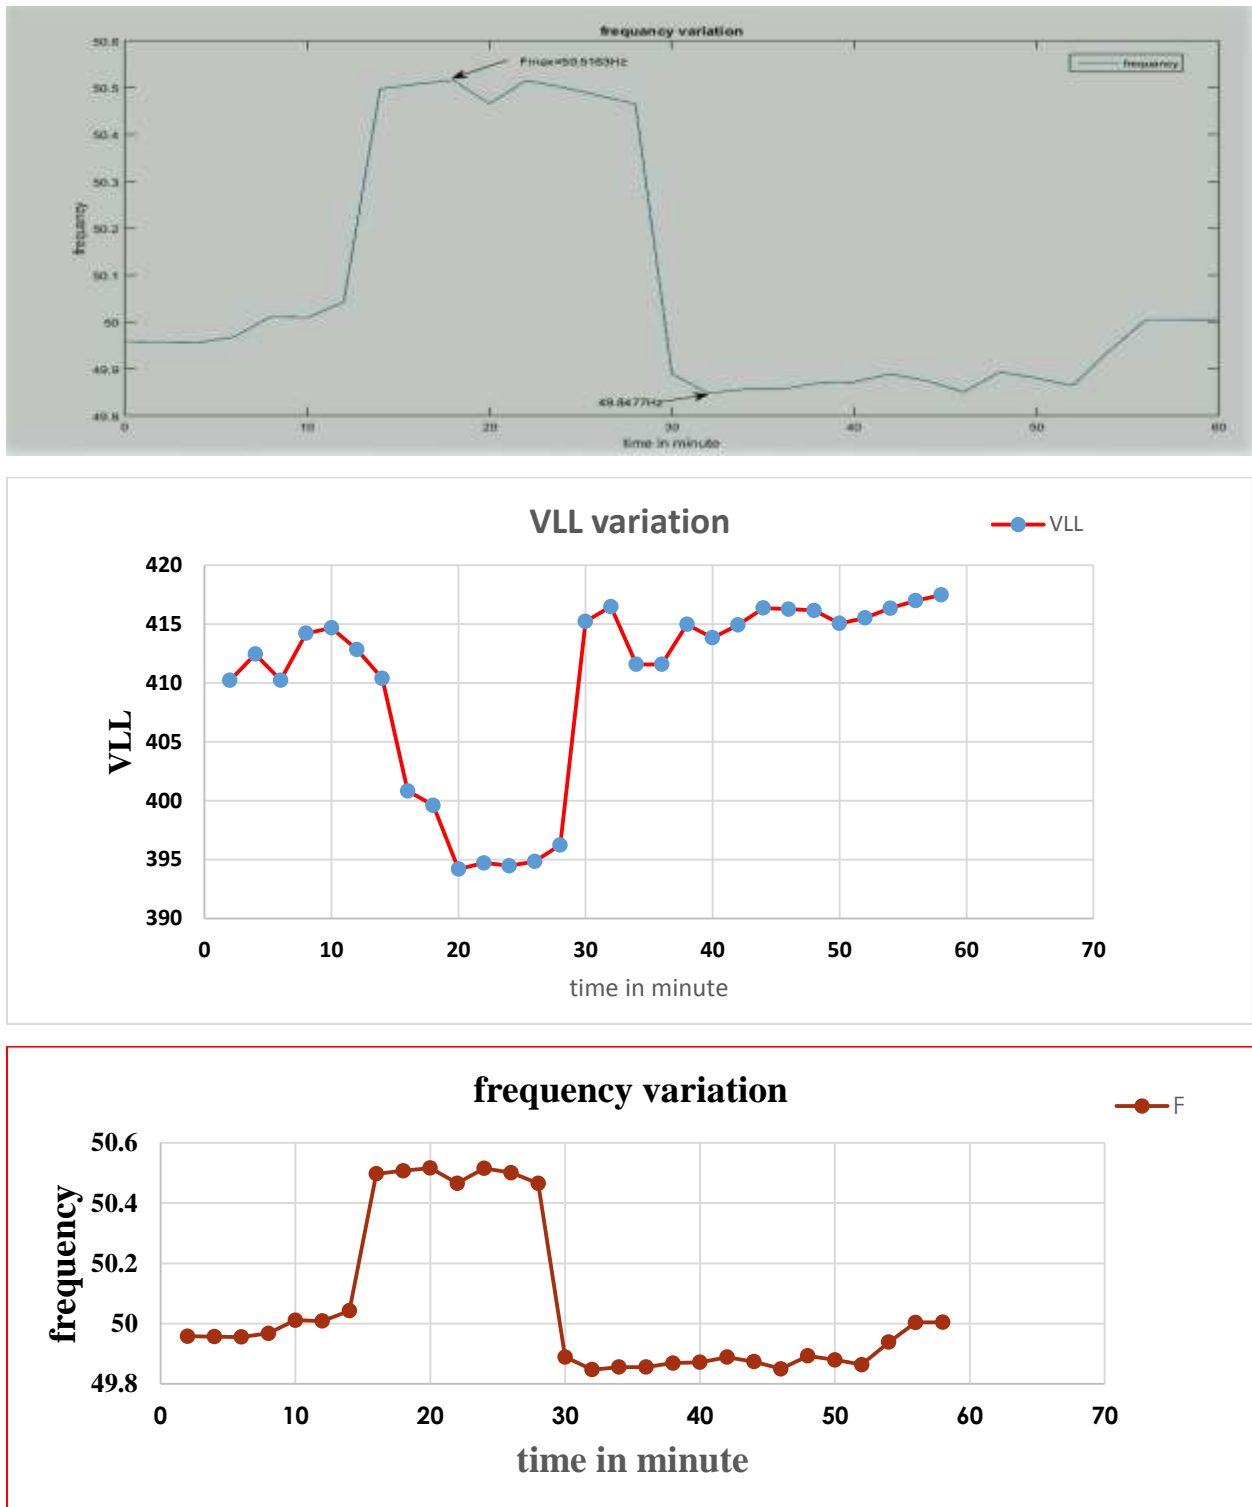 frequancy variation
50.6
Fmax=50.5163Hz
frequancy
50.5
50.4
50.3
50.2
50.1
50
49.9
49.8477Hz
49.8
frequancy
0 10 20 30 40 50 60
time in minute
VLL variation
VLL
420
415
410
405
400
395
390
VLL
0 10 20 30 40 50 60 70
time in minute
frequency variation
F
50.6
50.4
50.2
50
49.8
frequency
0 10 20 30 40 50 60 70
time in minute